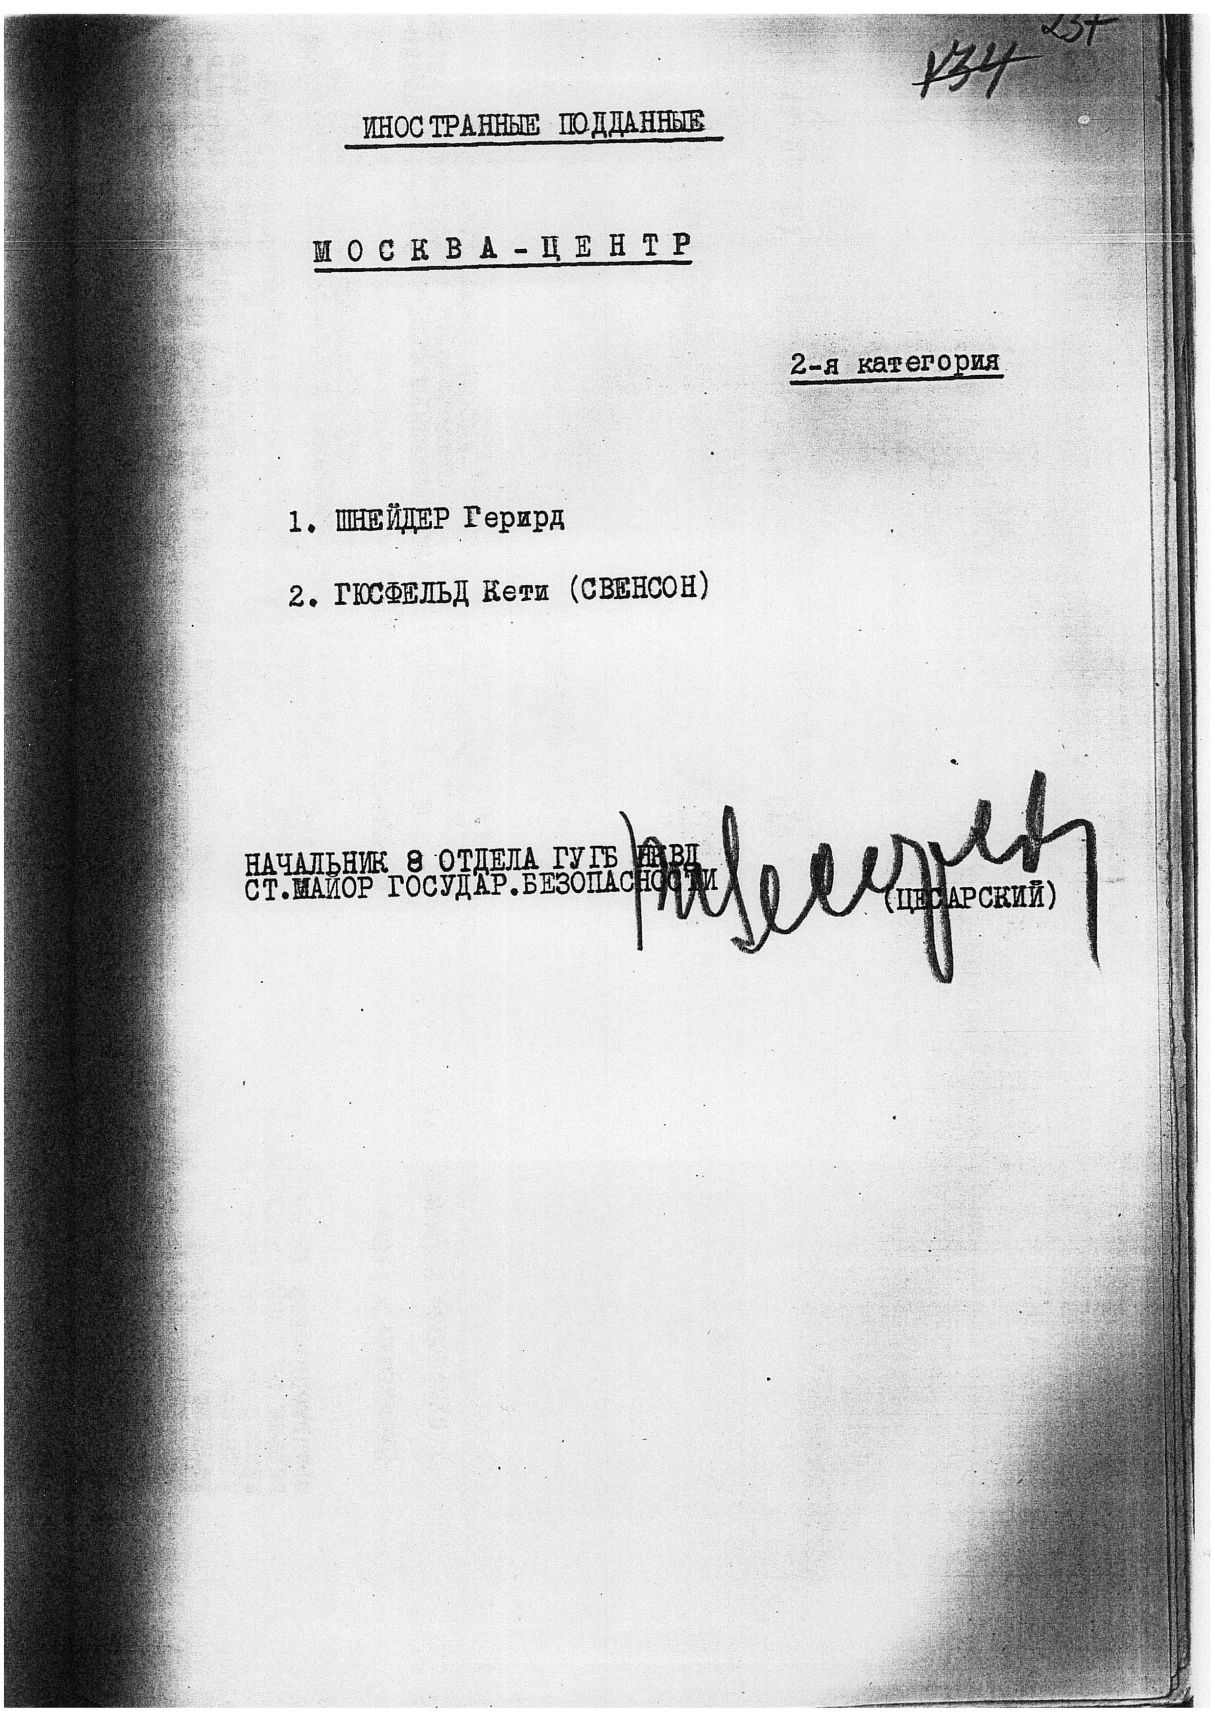 237
134
ИНОСТРАННЫЕ ПОДДАННЫЕ
МОСКВА-ЦЕНТР
2-я категория
1. ШНЕЙДЕР Герирд
2. ГЮСФЕЛЬД Кети (СВЕНСОН)
НАЧАЛЬНИК 8 ОТДЕЛА ГУГБ НКВД
СТ.МАЙОР ГОСУДАР.БЕЗОПАСНОСТИ
(ЦЕСАРСКИЙ)